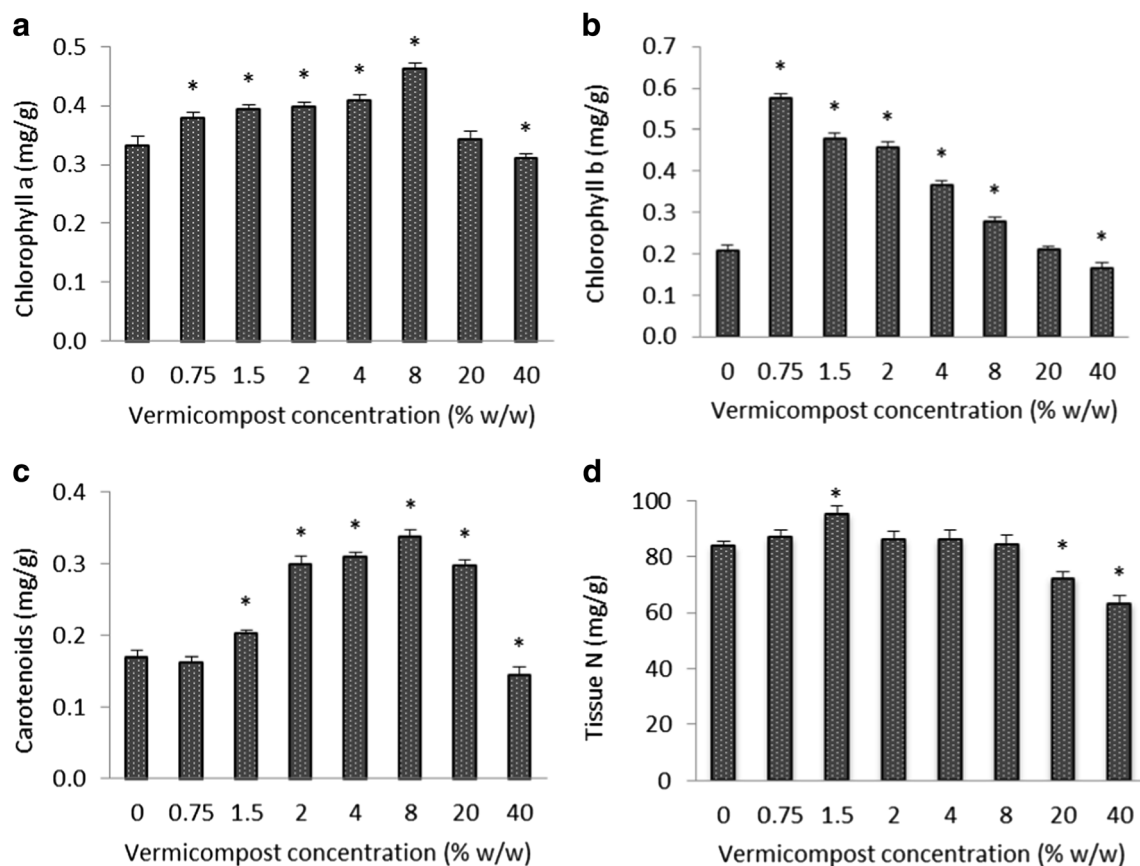 a
Chlorophyll a (mg/g)
0.5
0.4
0.3
0.2
0.1
0.0
* * * * * *
0 0.75 1.5 2 4 8 20 40
Vermicompost concentration (% w/w)
b
Chlorophyll b (mg/g)
0.7
0.6
0.5
0.4
0.3
0.2
0.1
0.0
* * * * * *
0 0.75 1.5 2 4 8 20 40
Vermicompost concentration (% w/w)
c
Carotenoids (mg/g)
0.4
0.3
0.2
0.1
0.0
* * * * * *
0 0.75 1.5 2 4 8 20 40
Vermicompost concentration (% w/w)
d
Tissue N (mg/g)
100
80
60
40
20
0
* * *
0 0.75 1.5 2 4 8 20 40
Vermicompost concentration (% w/w)